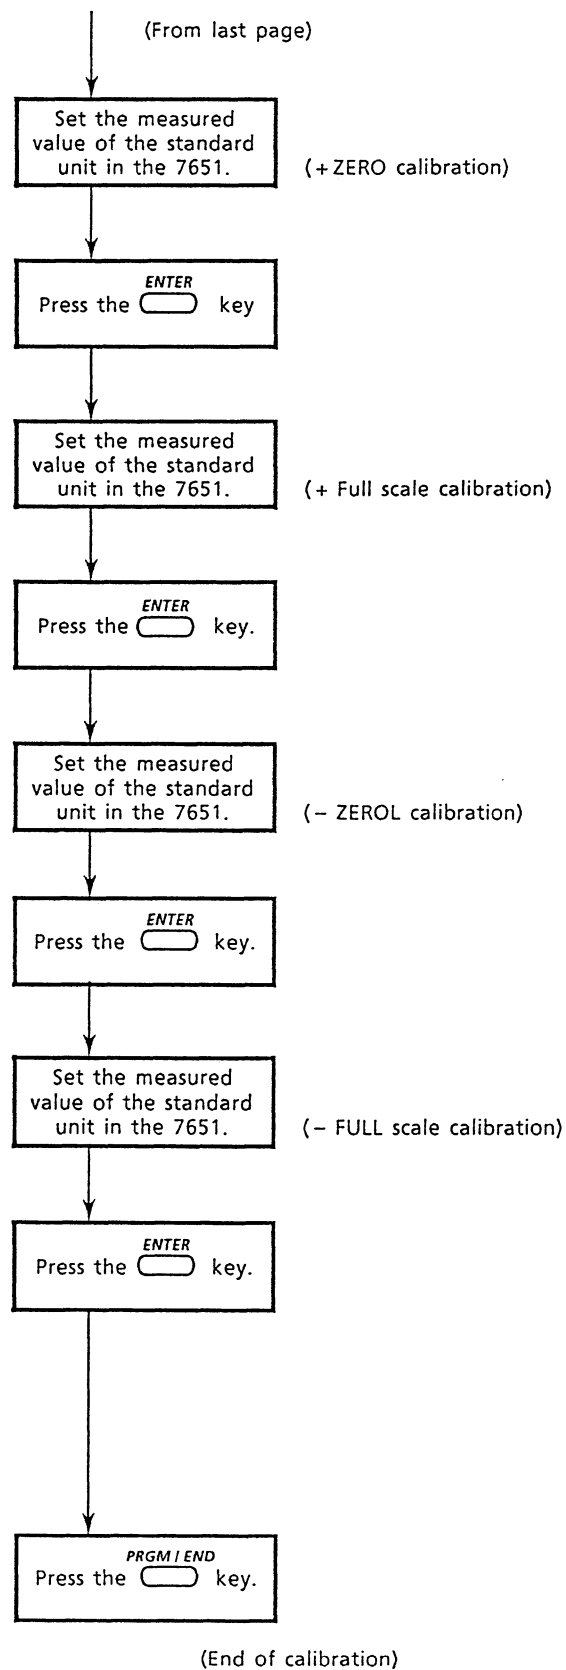 (From last page)
Set the measured
value of the standard
unit in the 7651.
(+ZERO calibration)
ENTER
Press the key
Set the measured
value of the standard
unit in the 7651.
(+ Full scale calibration)
ENTER
Press the key.
Set the measured
value of the standard
unit in the 7651.
(– ZEROL calibration)
ENTER
Press the key.
Set the measured
value of the standard
unit in the 7651.
(– FULL scale calibration)
ENTER
Press the key.
PRGM / END
Press the key.
(End of calibration)